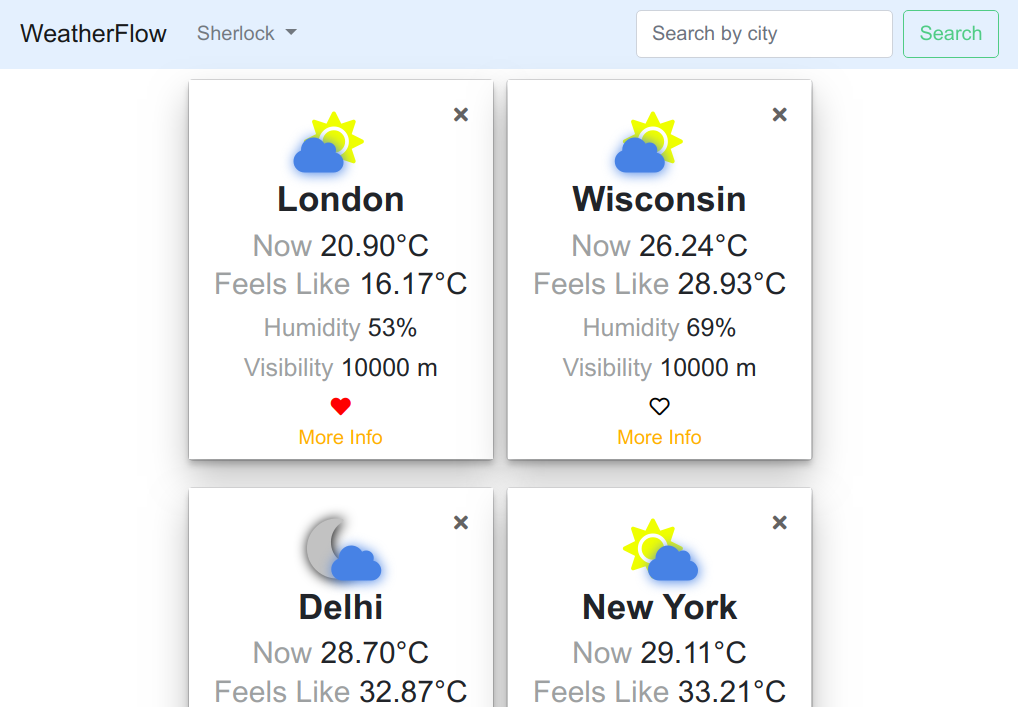 WeatherFlow Sherlock Search by city Search
London
Now 20.90°C
Feels Like 16.17°C
Humidity 53%
Visibility 10000 m
More Info
Wisconsin
Now 26.24°C
Feels Like 28.93°C
Humidity 69%
Visibility 10000 m
More Info
Delhi
Now 28.70°C
Feels Like 32.87°C
New York
Now 29.11°C
Feels Like 33.21°C